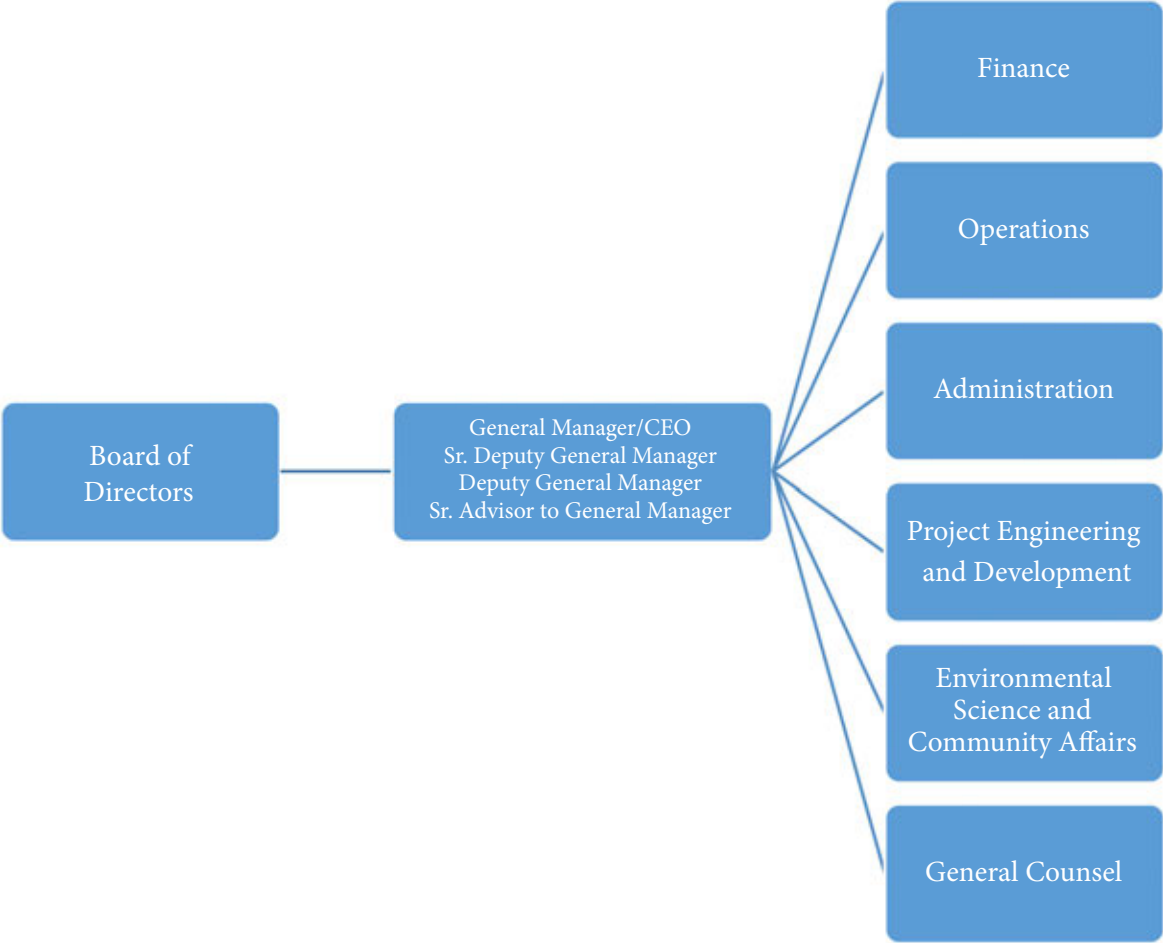 Board of
Directors
General Manager/CEO
Sr. Deputy General Manager
Deputy General Manager
Sr. Advisor to General Manager
Finance
Operations
Administration
Project Engineering
and Development
Environmental
Science and
Community Affairs
General Counsel